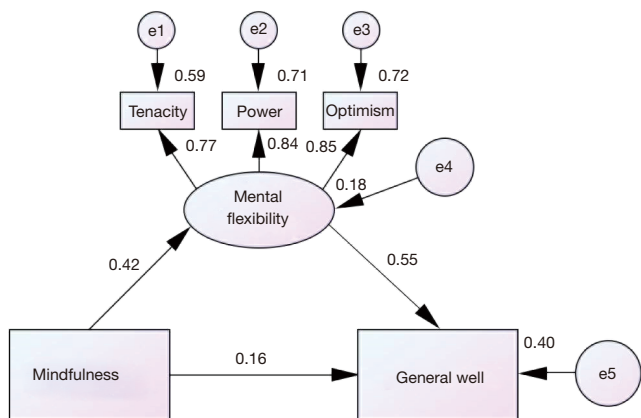 e1
e2
e3
0.59
0.71
0.72
Tenacity
Power
Optimism
0.77
0.84
0.85
0.18
e4
Mental
flexibility
0.42
0.55
Mindfulness
0.16
General well
0.40
e5